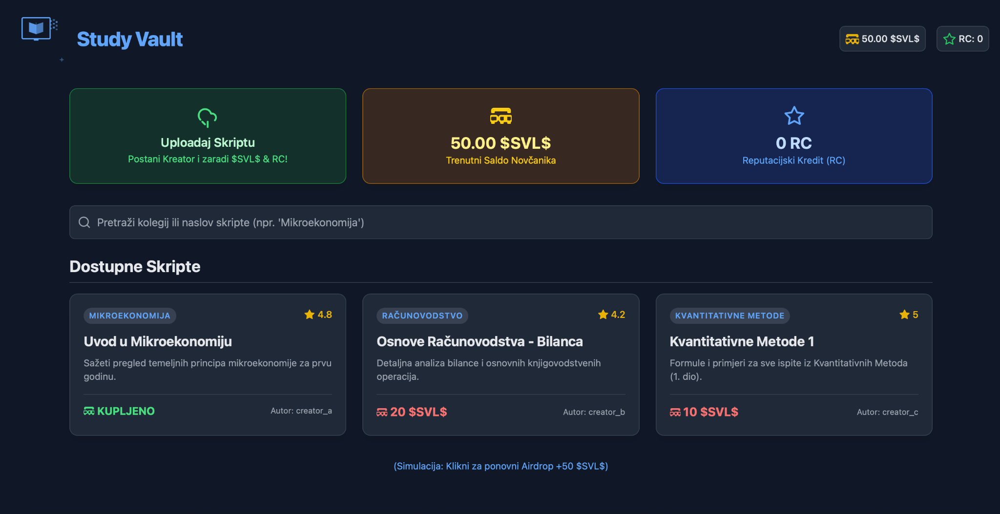 Study Vault
50.00 $SVL$
RC: 0
Uploadaj Skriptu
Postani Kreator i zaradi $SVL$ & RC!
50.00 $SVL$
Trenutni Saldo Novčanika
0 RC
Reputacijski Kredit (RC)
Pretraži kolegij ili naslov skripte (npr. 'Mikroekonomija')
Dostupne Skripte
MIKROEKONOMIJA
4.8
Uvod u Mikroekonomiju
Sažeti pregled temeljnih principa mikroekonomije za prvu
godinu.
KUPLJENO
Autor: creator_a
RAČUNOVODSTVO
4.2
Osnove Računovodstva - Bilanca
Detaljna analiza bilance i osnovnih knjigovodstvenih
operacija.
20 $SVL$
Autor: creator_b
KVANTITATIVNE METODE
5
Kvantitativne Metode 1
Formule i primjeri za sve ispite iz Kvantitativnih Metoda
(1. dio).
10 $SVL$
Autor: creator_c
(Simulacija: Klikni za ponovni Airdrop +50 $SVL$)